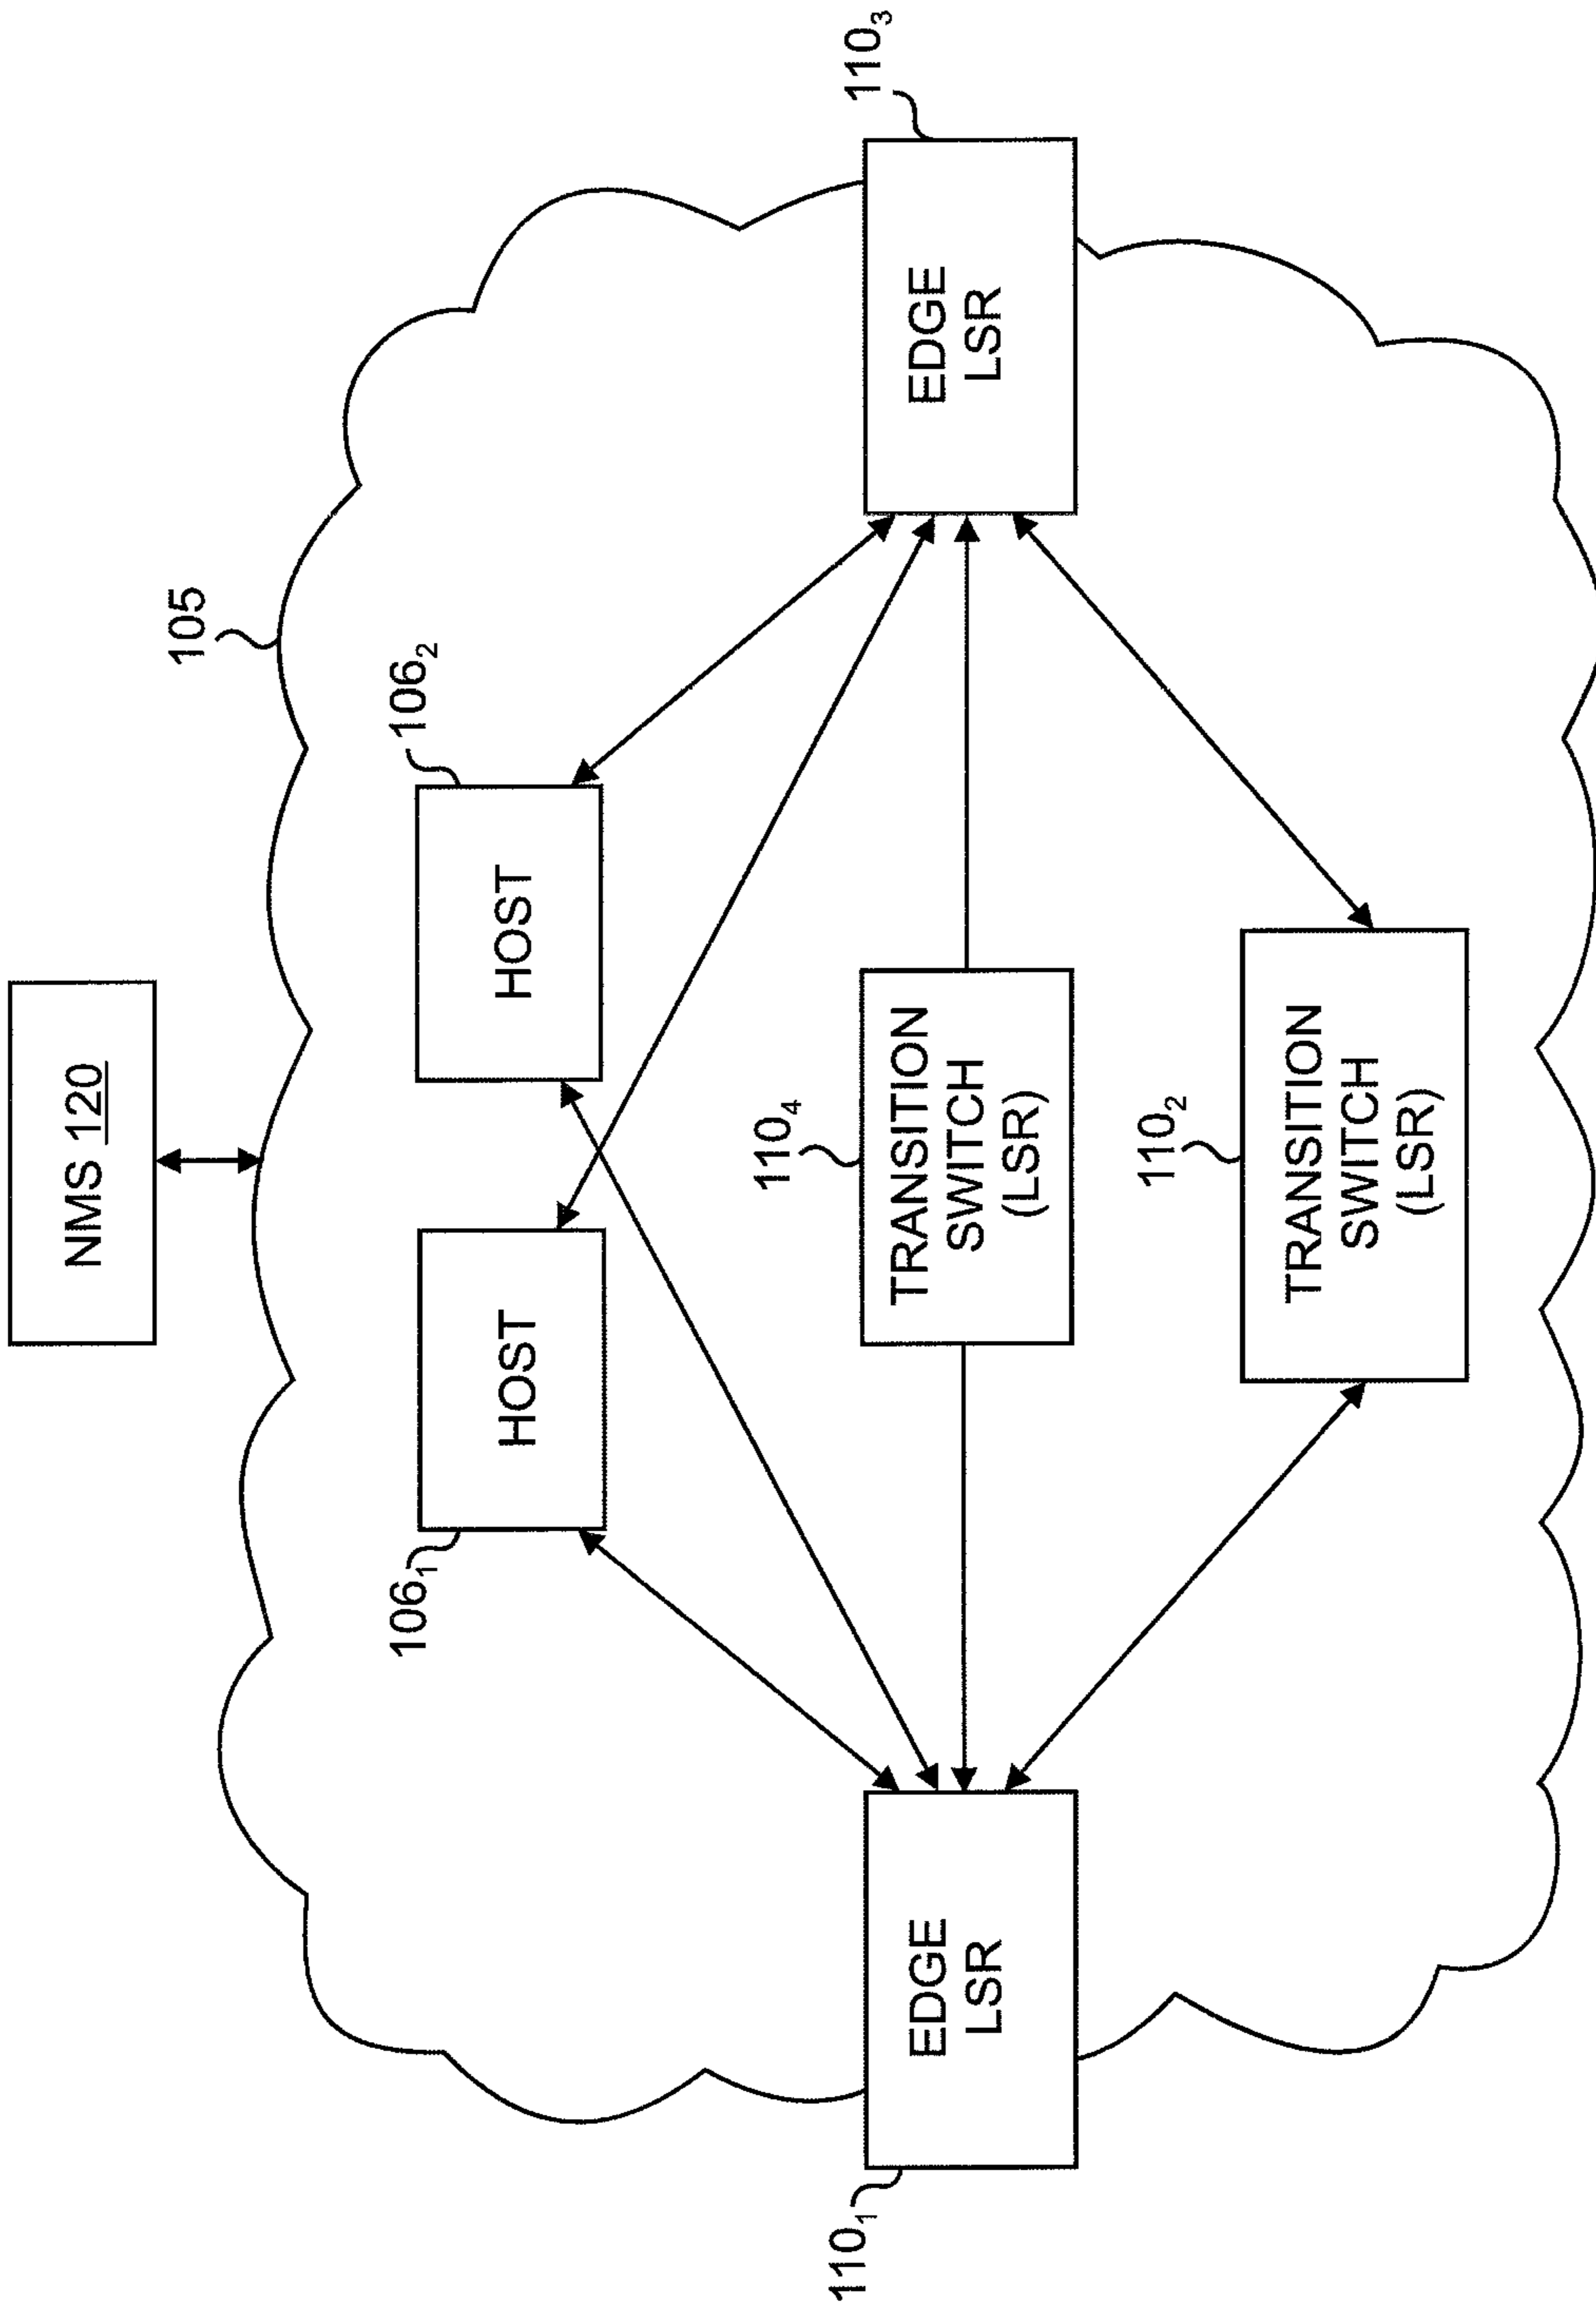 NMS 120
105
106₁
HOST
106₂
HOST
110₄
TRANSITION
SWITCH
(LSR)
110₁
EDGE
LSR
110₃
EDGE
LSR
110₂
TRANSITION
SWITCH
(LSR)